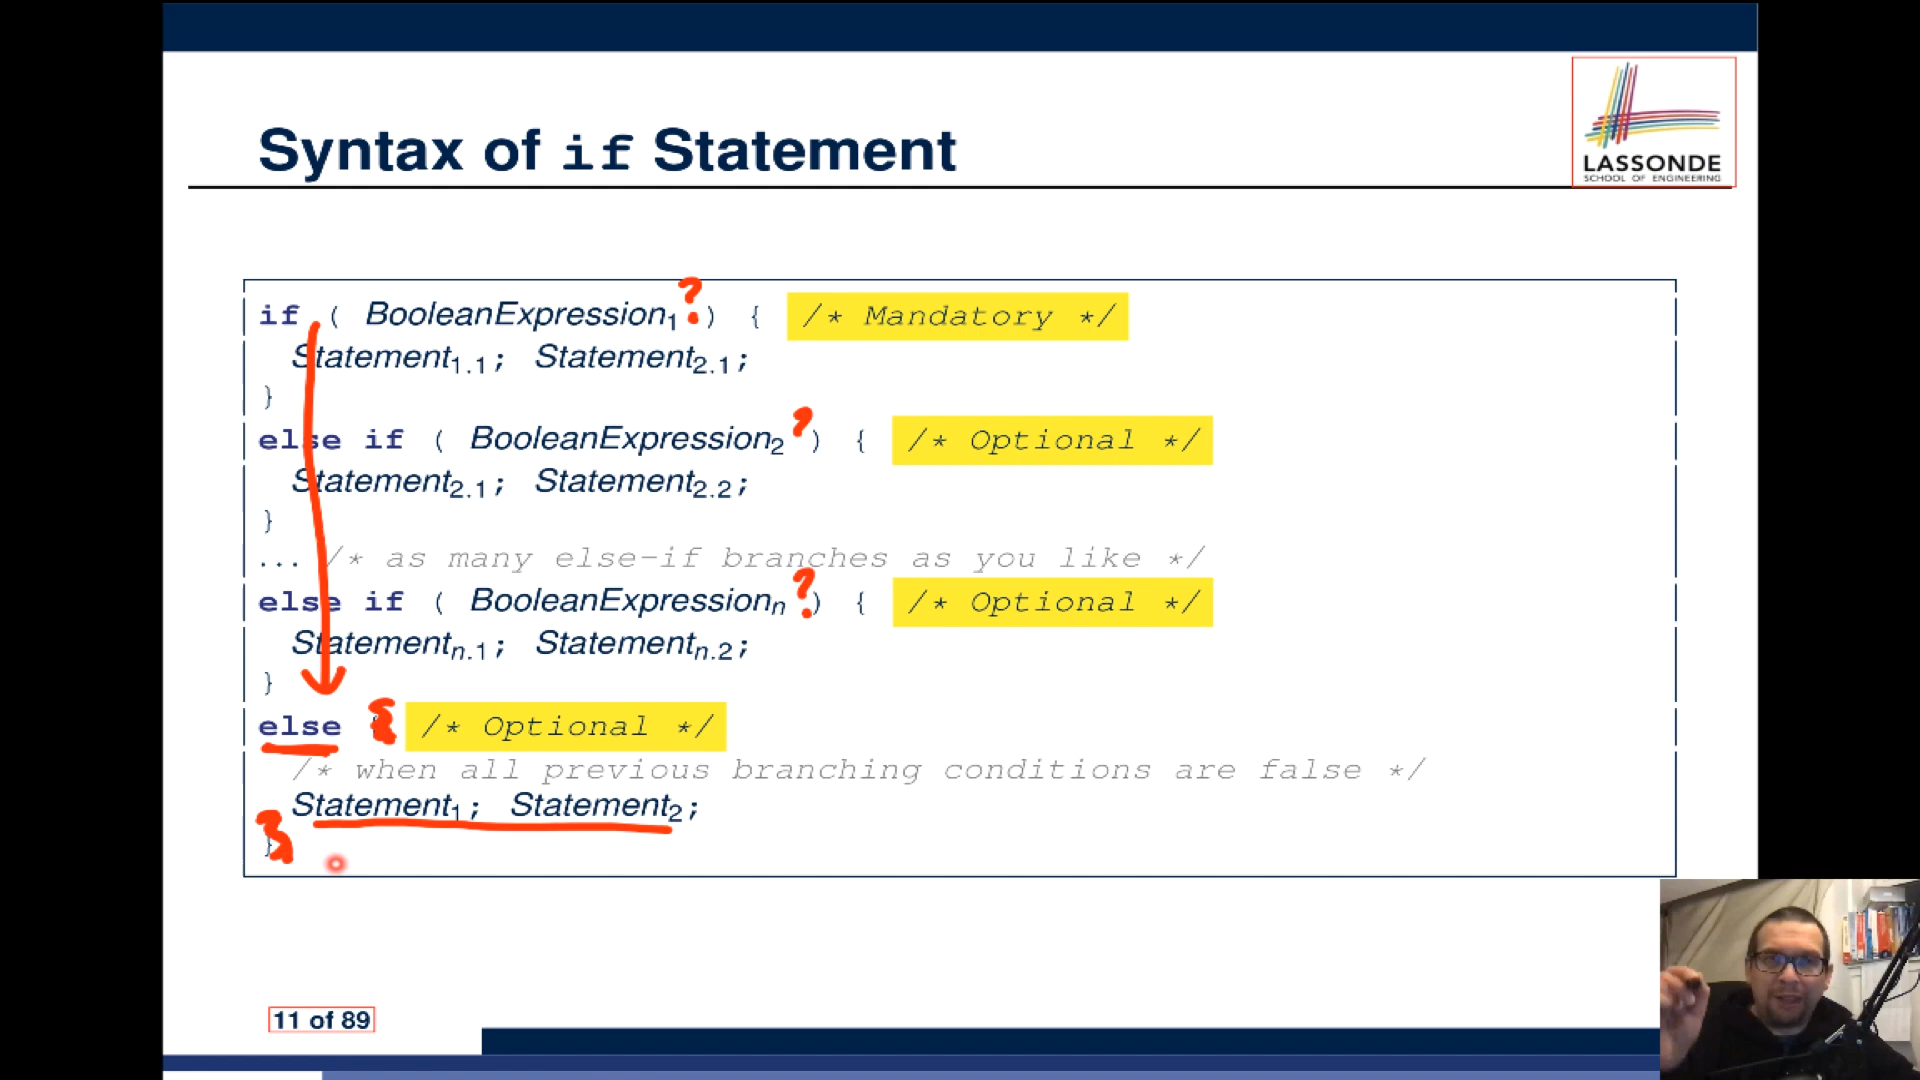 LASSONDE
SCHOOL OF ENGINEERING
Syntax of if Statement
if ( BooleanExpression₁ ?) { /* Mandatory */
Statement₁.₁; Statement₂.₁;
}
else if ( BooleanExpression₂ ?) { /* Optional */
Statement₂.₁; Statement₂.₂;
}
... /* as many else-if branches as you like */
else if ( BooleanExpressionₙ ?) { /* Optional */
Statementₙ.₁; Statementₙ.₂;
}
else { /* Optional */
/* when all previous branching conditions are false */
Statement₁; Statement₂;
}
11 of 89